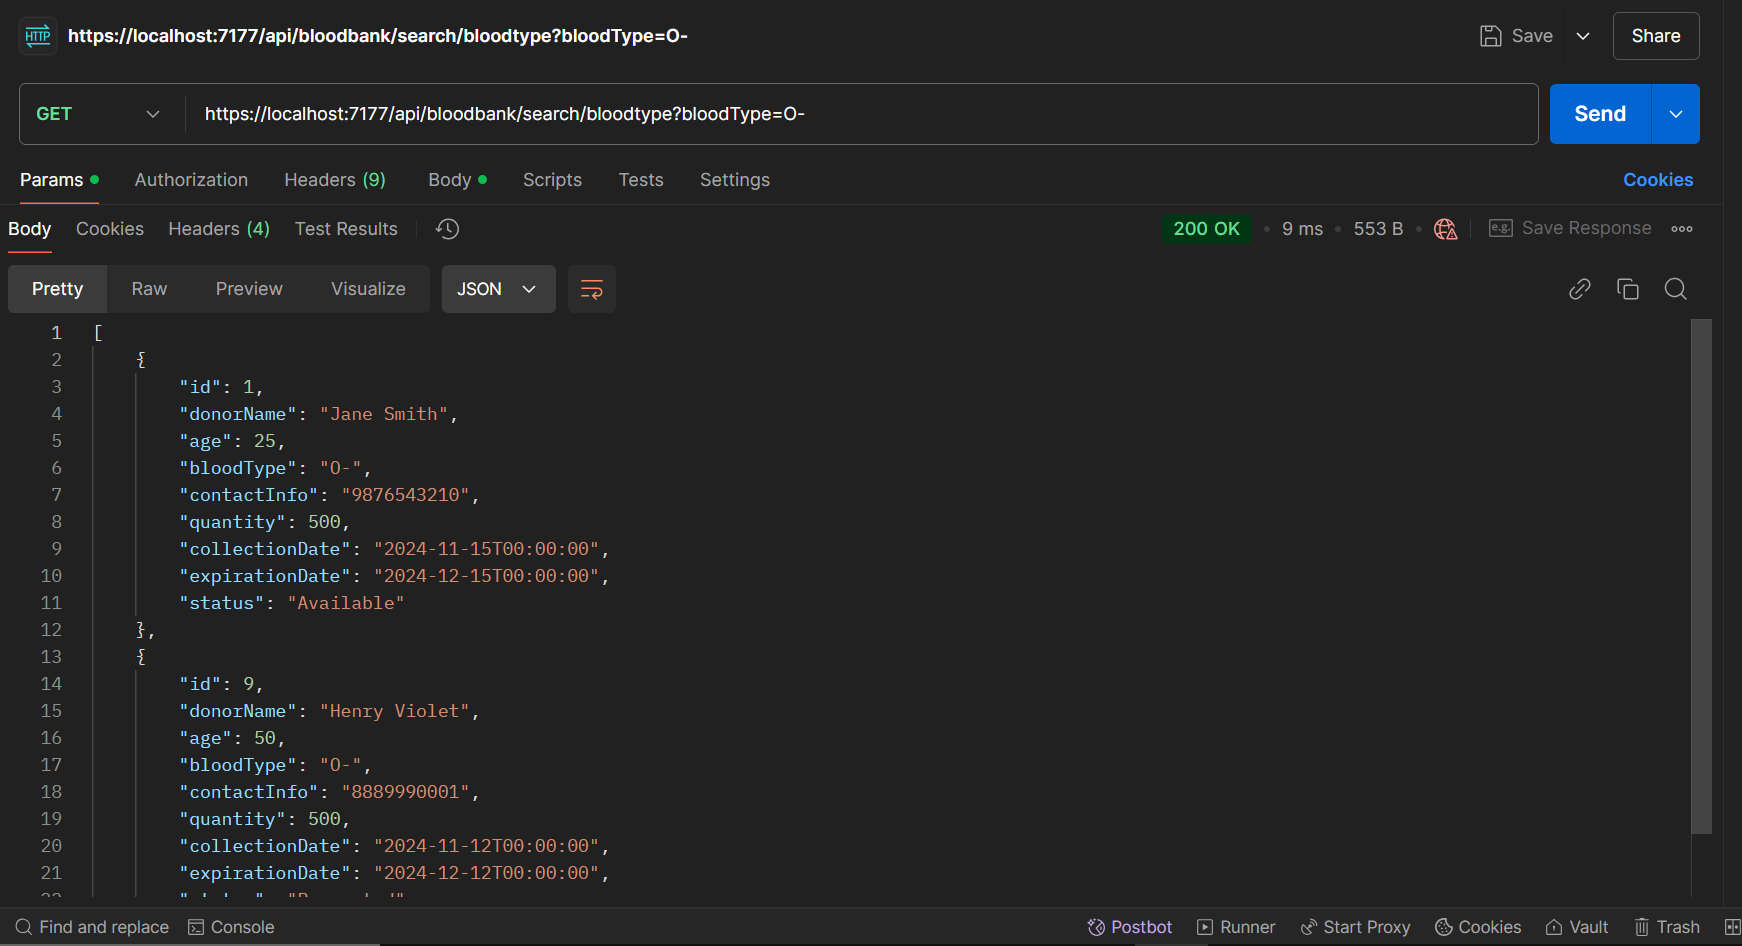 HTTP https://localhost:7177/api/bloodbank/search/bloodtype?bloodType=O- Save Share
GET https://localhost:7177/api/bloodbank/search/bloodtype?bloodType=O- Send
Params Authorization Headers (9) Body Scripts Tests Settings Cookies
Body Cookies Headers (4) Test Results 200 OK 9 ms 553 B e.g. Save Response
Pretty Raw Preview Visualize JSON
1 [
2 {
3 "id": 1,
4 "donorName": "Jane Smith",
5 "age": 25,
6 "bloodType": "O-",
7 "contactInfo": "9876543210",
8 "quantity": 500,
9 "collectionDate": "2024-11-15T00:00:00",
10 "expirationDate": "2024-12-15T00:00:00",
11 "status": "Available"
12 },
13 {
14 "id": 9,
15 "donorName": "Henry Violet",
16 "age": 50,
17 "bloodType": "O-",
18 "contactInfo": "8889990001",
19 "quantity": 500,
20 "collectionDate": "2024-11-12T00:00:00",
21 "expirationDate": "2024-12-12T00:00:00",
Find and replace Console Postbot Runner Start Proxy Cookies Vault Trash